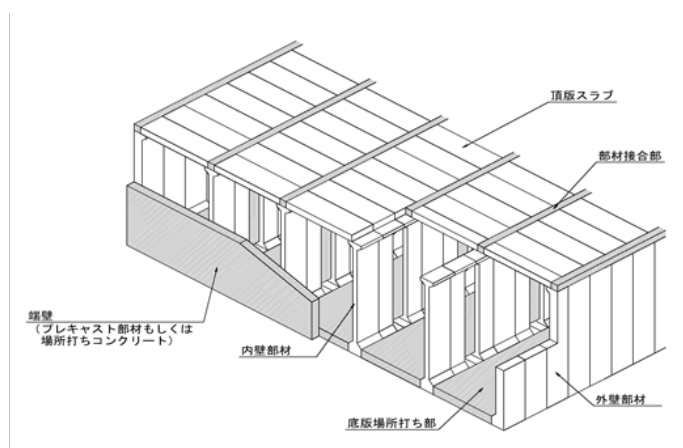 頂版スラブ
部材接合部
端壁
（プレキャスト部材もしくは
場所打ちコンクリート）
内壁部材
底版場所打ち部
外壁部材